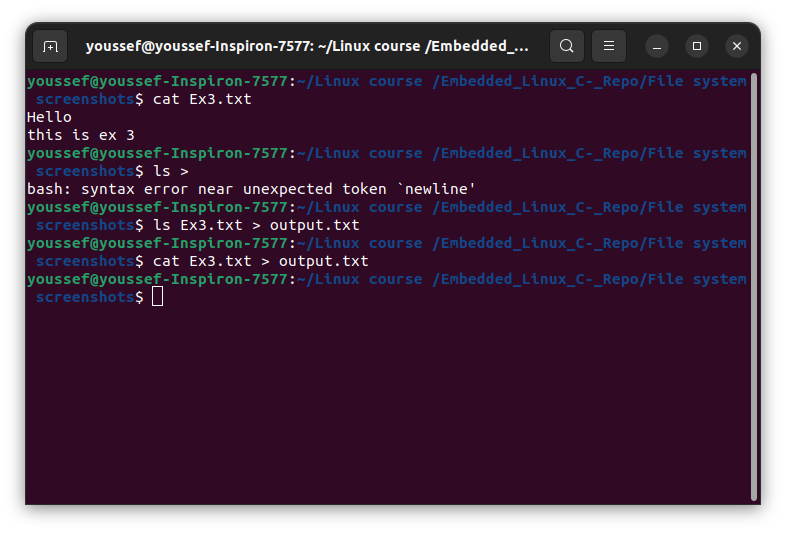 youssef@youssef-Inspiron-7577: ~/Linux course /Embedded_...
youssef@youssef-Inspiron-7577:~/Linux course /Embedded_Linux_C-_Repo/File system
 screenshots$ cat Ex3.txt
Hello
this is ex 3
youssef@youssef-Inspiron-7577:~/Linux course /Embedded_Linux_C-_Repo/File system
 screenshots$ ls >
bash: syntax error near unexpected token `newline'
youssef@youssef-Inspiron-7577:~/Linux course /Embedded_Linux_C-_Repo/File system
 screenshots$ ls Ex3.txt > output.txt
youssef@youssef-Inspiron-7577:~/Linux course /Embedded_Linux_C-_Repo/File system
 screenshots$ cat Ex3.txt > output.txt
youssef@youssef-Inspiron-7577:~/Linux course /Embedded_Linux_C-_Repo/File system
 screenshots$